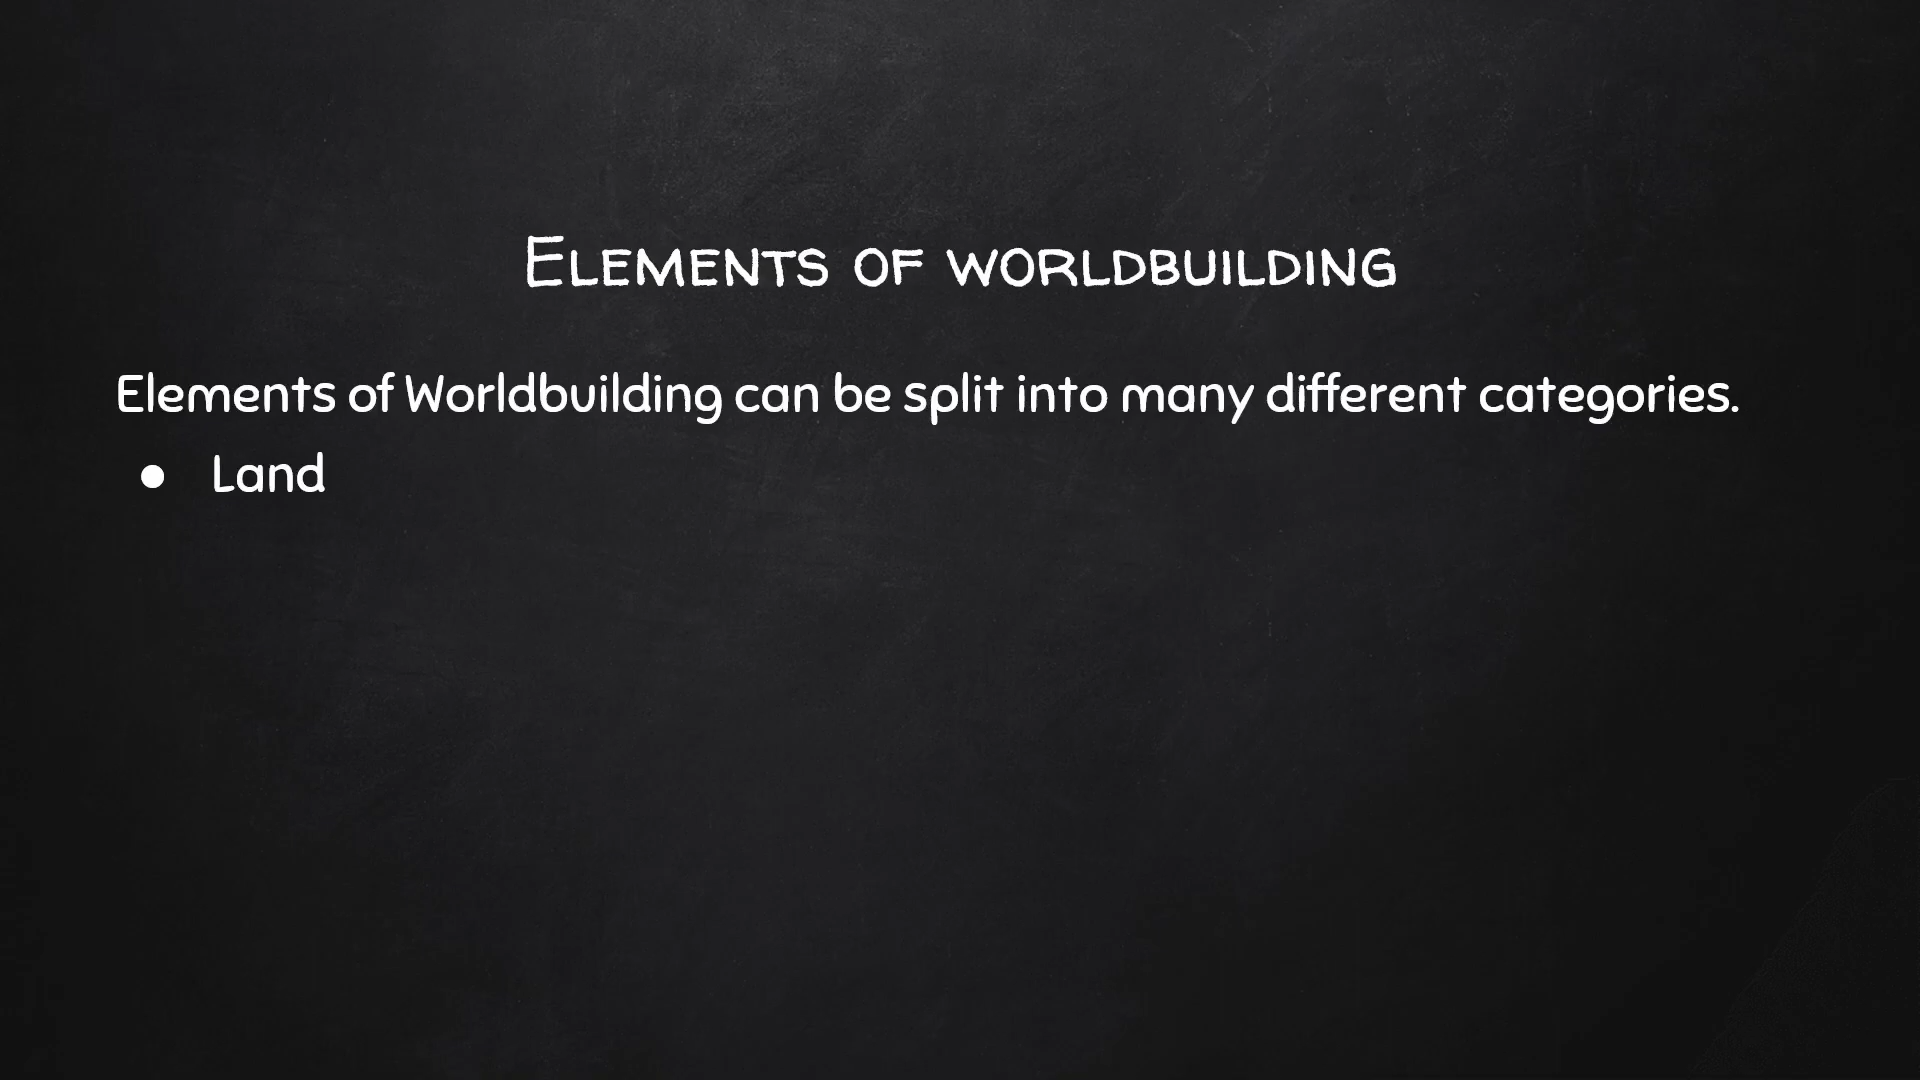 Elements of worldbuilding
Elements of Worldbuilding can be split into many different categories.
● Land